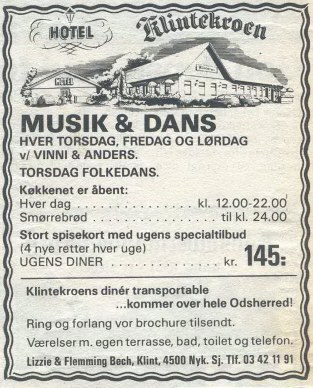 HOTEL Klintekroen
MUSIK & DANS
HVER TORSDAG, FREDAG OG LØRDAG
v/ VINNI & ANDERS.
TORSDAG FOLKEDANS.
Køkkenet er åbent:
Hver dag . . . . . . . . . . . . . . . . . . kl. 12.00-22.00
Smørrebrød . . . . . . . . . . . . . . . . . . til kl. 24.00
Stort spisekort med ugens specialtilbud
(4 nye retter hver uge)
UGENS DINER . . . . . . . . . . . . . . . kr. 145:
Klintekroens dinér transportable
...kommer over hele Odsherred!
Ring og forlang vor brochure tilsendt.
Værelser m. egen terrasse, bad, toilet og telefon.
Lizzie & Flemming Bech, Klint, 4500 Nyk. Sj. Tlf. 03 42 11 91